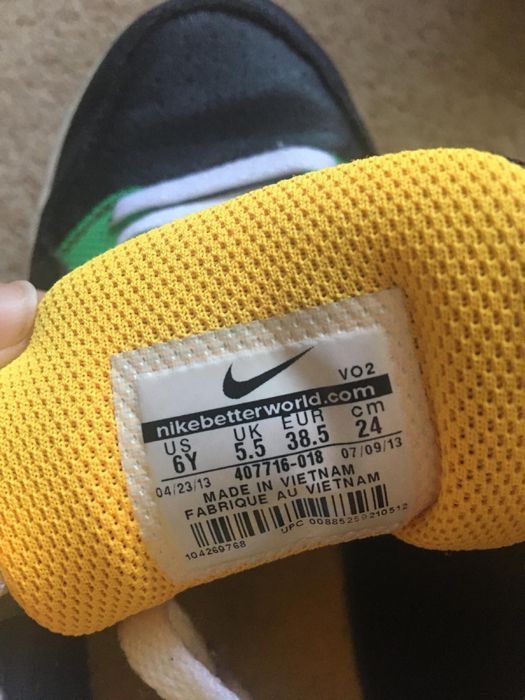 VO2
nikebetterworld.com
US UK EUR cm
6Y 5.5 38.5 24
04/23/13 407716-018 07/09/13
MADE IN VIETNAM
FABRIQUE AU VIETNAM
104269768 UPC 00885259210512